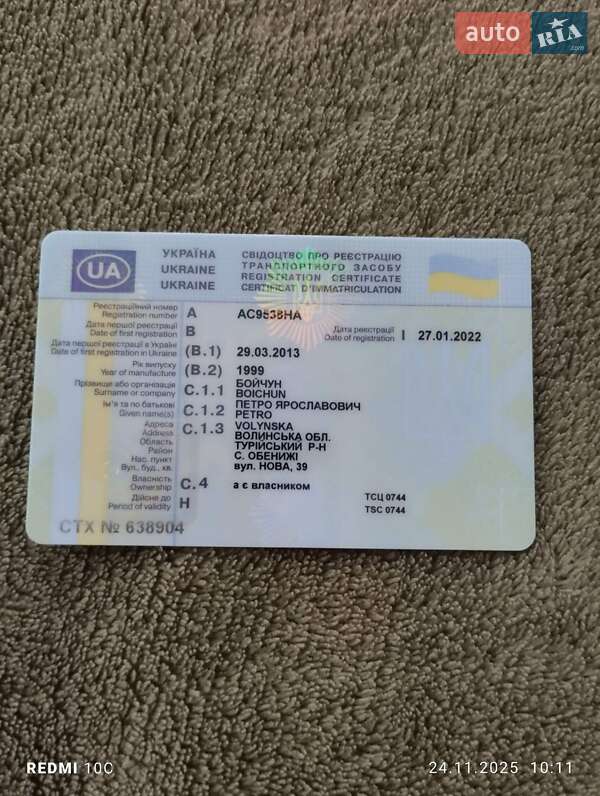 auto RIA .com
UA
УКРАЇНА
UKRAINE
UKRAINE
СВІДОЦТВО ПРО РЕЄСТРАЦІЮ
ТРАНСПОРТНОГО ЗАСОБУ
REGISTRATION CERTIFICATE
CERTIFICAT D'IMMATRICULATION
Реєстраційний номер
Registration number A AC9538HA
Дата першої реєстрації
Date of first registration B
Дата реєстрації
Date of registration I 27.01.2022
Дата першої реєстрації в Україні
Date of first registration in Ukraine (B.1) 29.03.2013
Рік випуску
Year of manufacture (B.2) 1999
Прізвище або організація
Surname or company C.1.1 БОЙЧУН
BOICHUN
Ім'я та по батькові
Given name(s) C.1.2 ПЕТРО ЯРОСЛАВОВИЧ
PETRO
Адреса
Address C.1.3 VOLYNSKA
Область ВОЛИНСЬКА ОБЛ.
Район ТУРІЙСЬКИЙ Р-Н
Нас. пункт С. ОБЕНИЖІ
Вул. буд., кв. вул. НОВА, 39
Власність
Ownership C.4 а є власником
Дійсне до
Period of validity H
ТСЦ 0744
TSC 0744
СТХ № 638904
REDMI 10C
24.11.2025 10:11